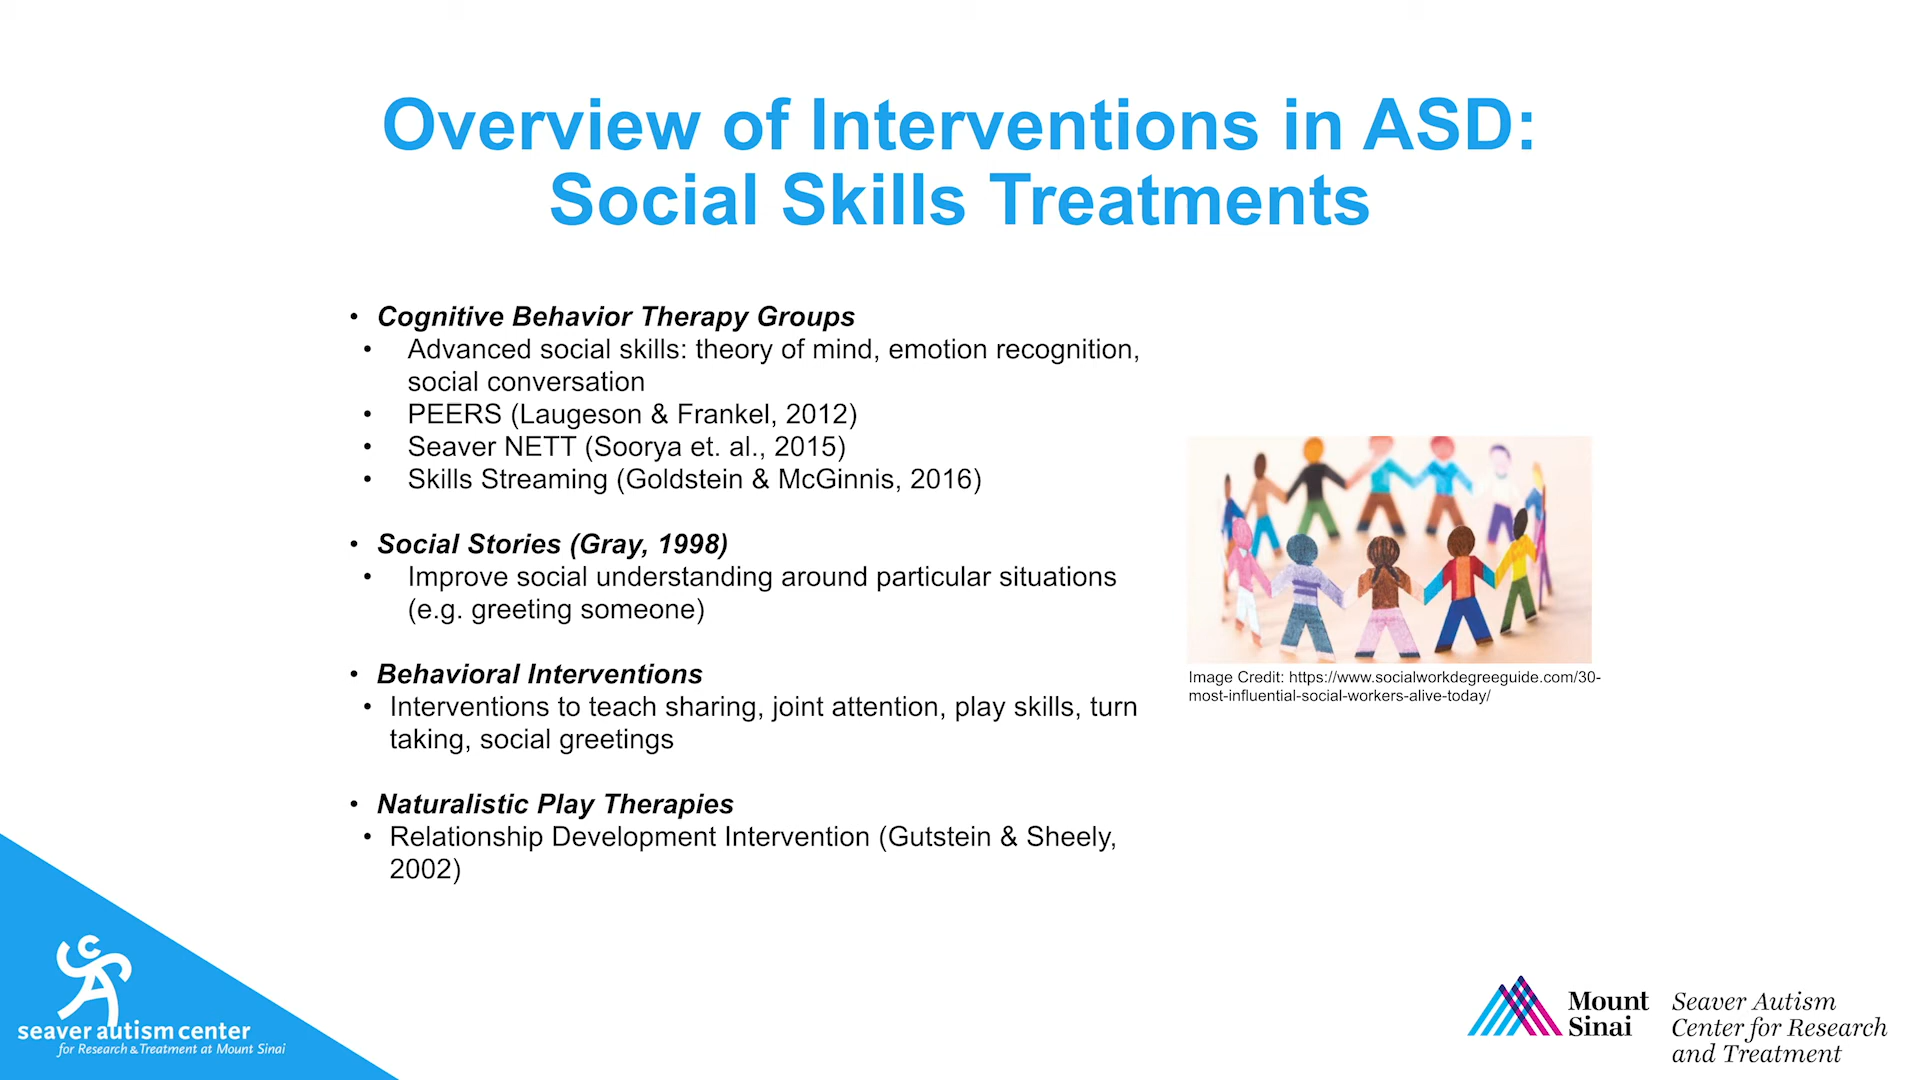 Overview of Interventions in ASD:
Social Skills Treatments
• Cognitive Behavior Therapy Groups
• Advanced social skills: theory of mind, emotion recognition,
social conversation
• PEERS (Laugeson & Frankel, 2012)
• Seaver NETT (Soorya et. al., 2015)
• Skills Streaming (Goldstein & McGinnis, 2016)
• Social Stories (Gray, 1998)
• Improve social understanding around particular situations
(e.g. greeting someone)
• Behavioral Interventions
• Interventions to teach sharing, joint attention, play skills, turn
taking, social greetings
• Naturalistic Play Therapies
• Relationship Development Intervention (Gutstein & Sheely,
2002)
Image Credit: https://www.socialworkdegreeguide.com/30-
most-influential-social-workers-alive-today/
seaver autism center
for Research & Treatment at Mount Sinai
Mount
Sinai
Seaver Autism
Center for Research
and Treatment